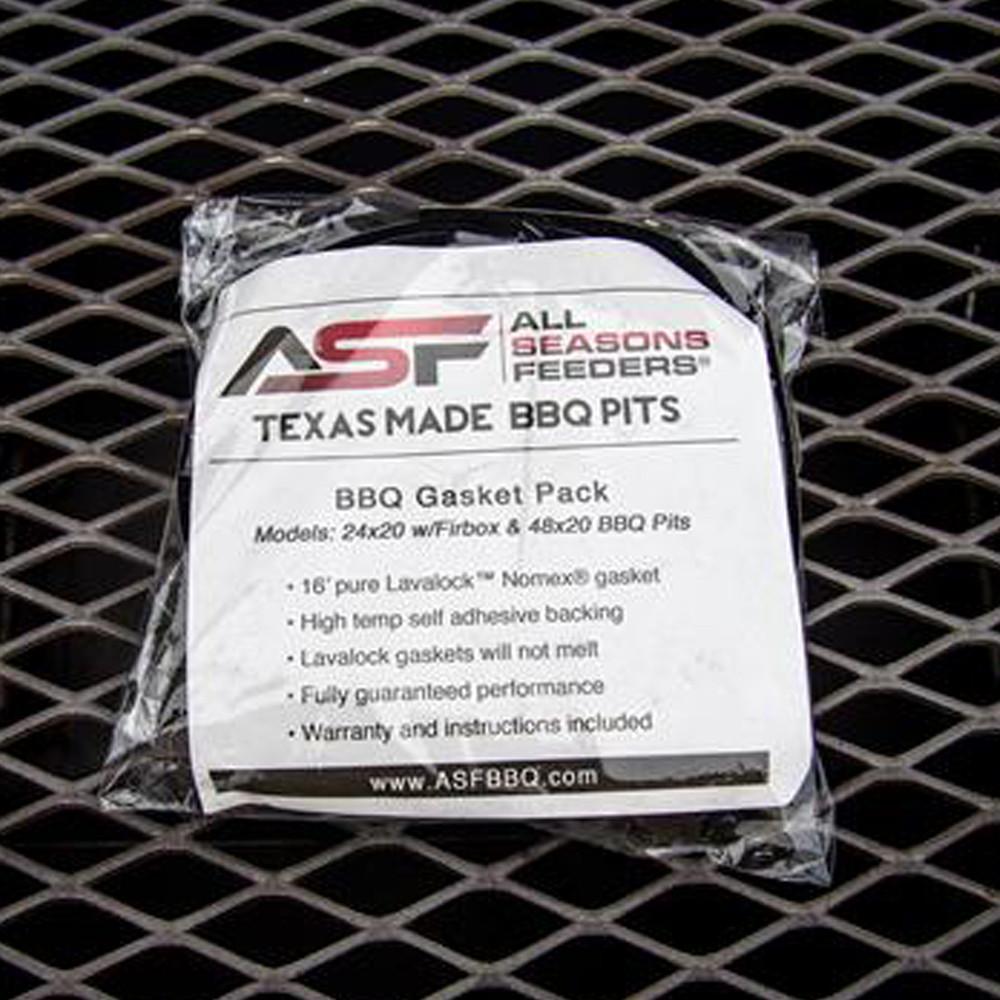 ASF
ALL
SEASONS
FEEDERS®
TEXAS MADE BBQ PITS
BBQ Gasket Pack
Models: 24x20 w/Firbox & 48x20 BBQ Pits
• 16' pure Lavalock™ Nomex® gasket
• High temp self adhesive backing
• Lavalock gaskets will not melt
• Fully guaranteed performance
• Warranty and instructions included
www.ASFBBQ.com